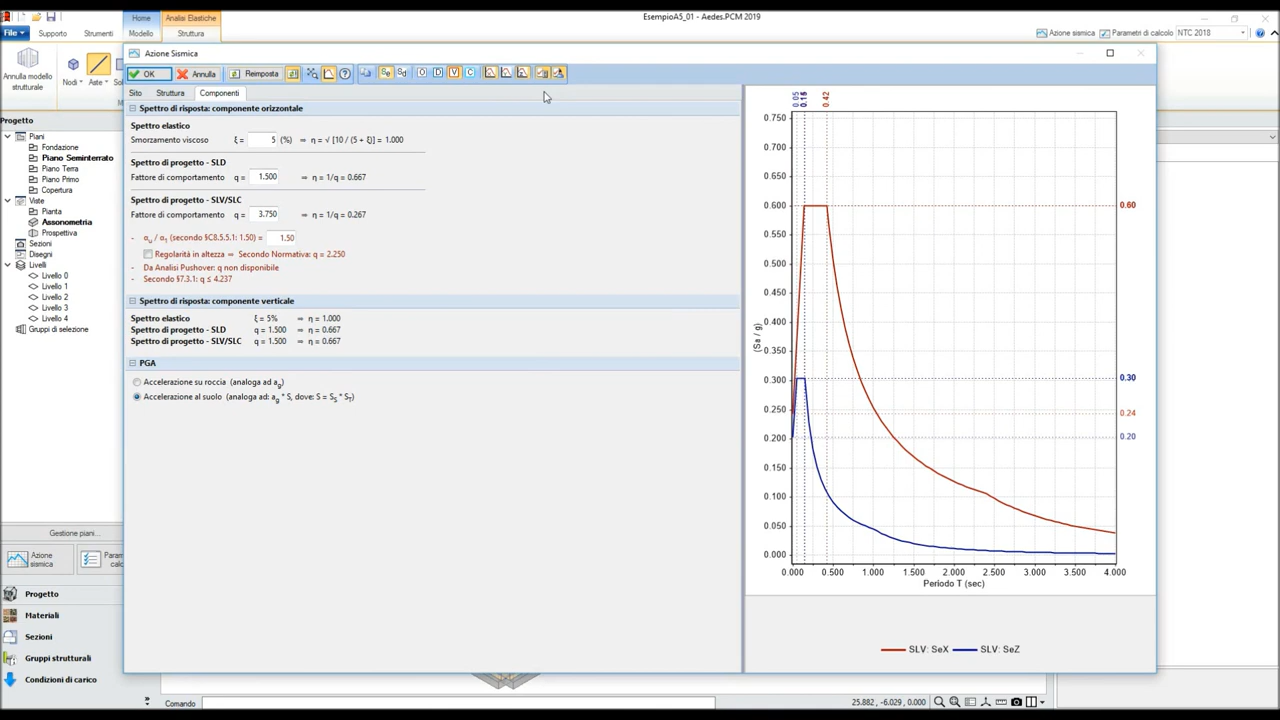 EsempioA5_01 - Aedes.PCM 2019
Home
Analisi Elastiche
File
Supporto
Strumenti
Modello
Struttura
Azione sismica
Parametri di calcolo
NTC 2018
Annulla modello
strutturale
Nodi
Aste
Azione Sismica
OK
Annulla
Reimposta
Se
Sd
O
D
V
C
Sito
Struttura
Componenti
Progetto
Piani
Fondazione
Piano Seminterrato
Piano Terra
Piano Primo
Copertura
Viste
Pianta
Assonometria
Prospettiva
Sezioni
Disegni
Livelli
Livello 0
Livello 1
Livello 2
Livello 3
Livello 4
Gruppi di selezione
Gestione piani...
Azione
sismica
Param
calco
Progetto
Materiali
Sezioni
Gruppi strutturali
Condizioni di carico
Spettro di risposta: componente orizzontale
Spettro elastico
Smorzamento viscoso ξ = 5 (%) ⇒ η = √ [10 / (5 + ξ)] = 1.000
Spettro di progetto - SLD
Fattore di comportamento q = 1.500 ⇒ η = 1/q = 0.667
Spettro di progetto - SLV/SLC
Fattore di comportamento q = 3.750 ⇒ η = 1/q = 0.267
- αu / α1 (secondo §C8.5.5.1: 1.50) = 1.50
Regolarità in altezza ⇒ Secondo Normativa: q = 2.250
- Da Analisi Pushover: q non disponibile
- Secondo §7.3.1: q ≤ 4.237
Spettro di risposta: componente verticale
Spettro elastico ξ = 5% ⇒ η = 1.000
Spettro di progetto - SLD q = 1.500 ⇒ η = 0.667
Spettro di progetto - SLV/SLC q = 1.500 ⇒ η = 0.667
PGA
Accelerazione su roccia (analoga ad ag)
Accelerazione al suolo (analoga ad: ag * S, dove: S = SS * ST)
0.05
0.42
0.750
0.700
0.650
0.600
0.550
0.500
0.450
0.400
0.350
0.300
0.250
0.200
0.150
0.100
0.050
0.000
(Sa / g)
0.60
0.30
0.24
0.20
0.000 0.500 1.000 1.500 2.000 2.500 3.000 3.500 4.000
Periodo T (sec)
SLV: SeX
SLV: SeZ
Comando
25.882, -6.029, 0.000